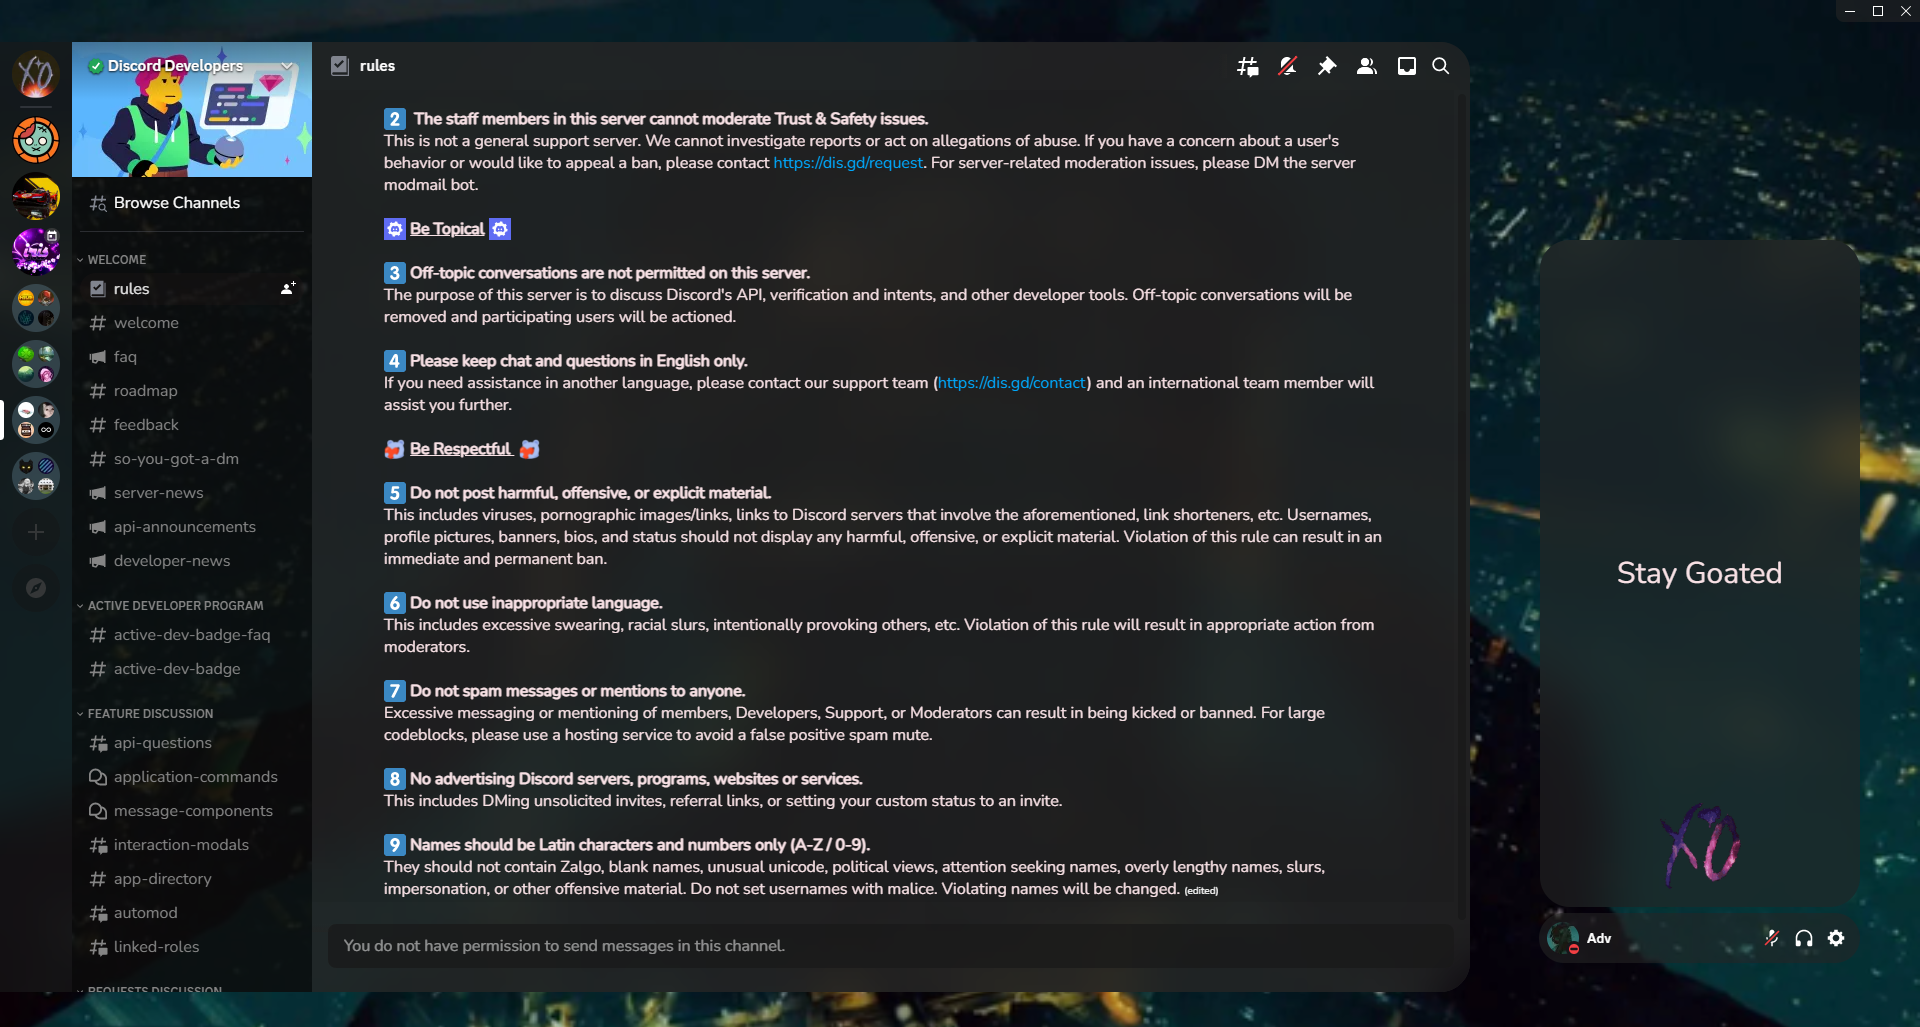 Discord Developers
Browse Channels
WELCOME
rules
welcome
faq
roadmap
feedback
so-you-got-a-dm
server-news
api-announcements
developer-news
ACTIVE DEVELOPER PROGRAM
active-dev-badge-faq
active-dev-badge
FEATURE DISCUSSION
api-questions
application-commands
message-components
interaction-modals
app-directory
automod
linked-roles
REQUESTS DISCUSSION
rules
2 The staff members in this server cannot moderate Trust & Safety issues.
This is not a general support server. We cannot investigate reports or act on allegations of abuse. If you have a concern about a user's
behavior or would like to appeal a ban, please contact https://dis.gd/request. For server-related moderation issues, please DM the server
modmail bot.
Be Topical
3 Off-topic conversations are not permitted on this server.
The purpose of this server is to discuss Discord's API, verification and intents, and other developer tools. Off-topic conversations will be
removed and participating users will be actioned.
4 Please keep chat and questions in English only.
If you need assistance in another language, please contact our support team (https://dis.gd/contact) and an international team member will
assist you further.
Be Respectful
5 Do not post harmful, offensive, or explicit material.
This includes viruses, pornographic images/links, links to Discord servers that involve the aforementioned, link shorteners, etc. Usernames,
profile pictures, banners, bios, and status should not display any harmful, offensive, or explicit material. Violation of this rule can result in an
immediate and permanent ban.
6 Do not use inappropriate language.
This includes excessive swearing, racial slurs, intentionally provoking others, etc. Violation of this rule will result in appropriate action from
moderators.
7 Do not spam messages or mentions to anyone.
Excessive messaging or mentioning of members, Developers, Support, or Moderators can result in being kicked or banned. For large
codeblocks, please use a hosting service to avoid a false positive spam mute.
8 No advertising Discord servers, programs, websites or services.
This includes DMing unsolicited invites, referral links, or setting your custom status to an invite.
9 Names should be Latin characters and numbers only (A-Z / 0-9).
They should not contain Zalgo, blank names, unusual unicode, political views, attention seeking names, overly lengthy names, slurs,
impersonation, or other offensive material. Do not set usernames with malice. Violating names will be changed. (edited)
You do not have permission to send messages in this channel.
Stay Goated
XO
Adv
XO